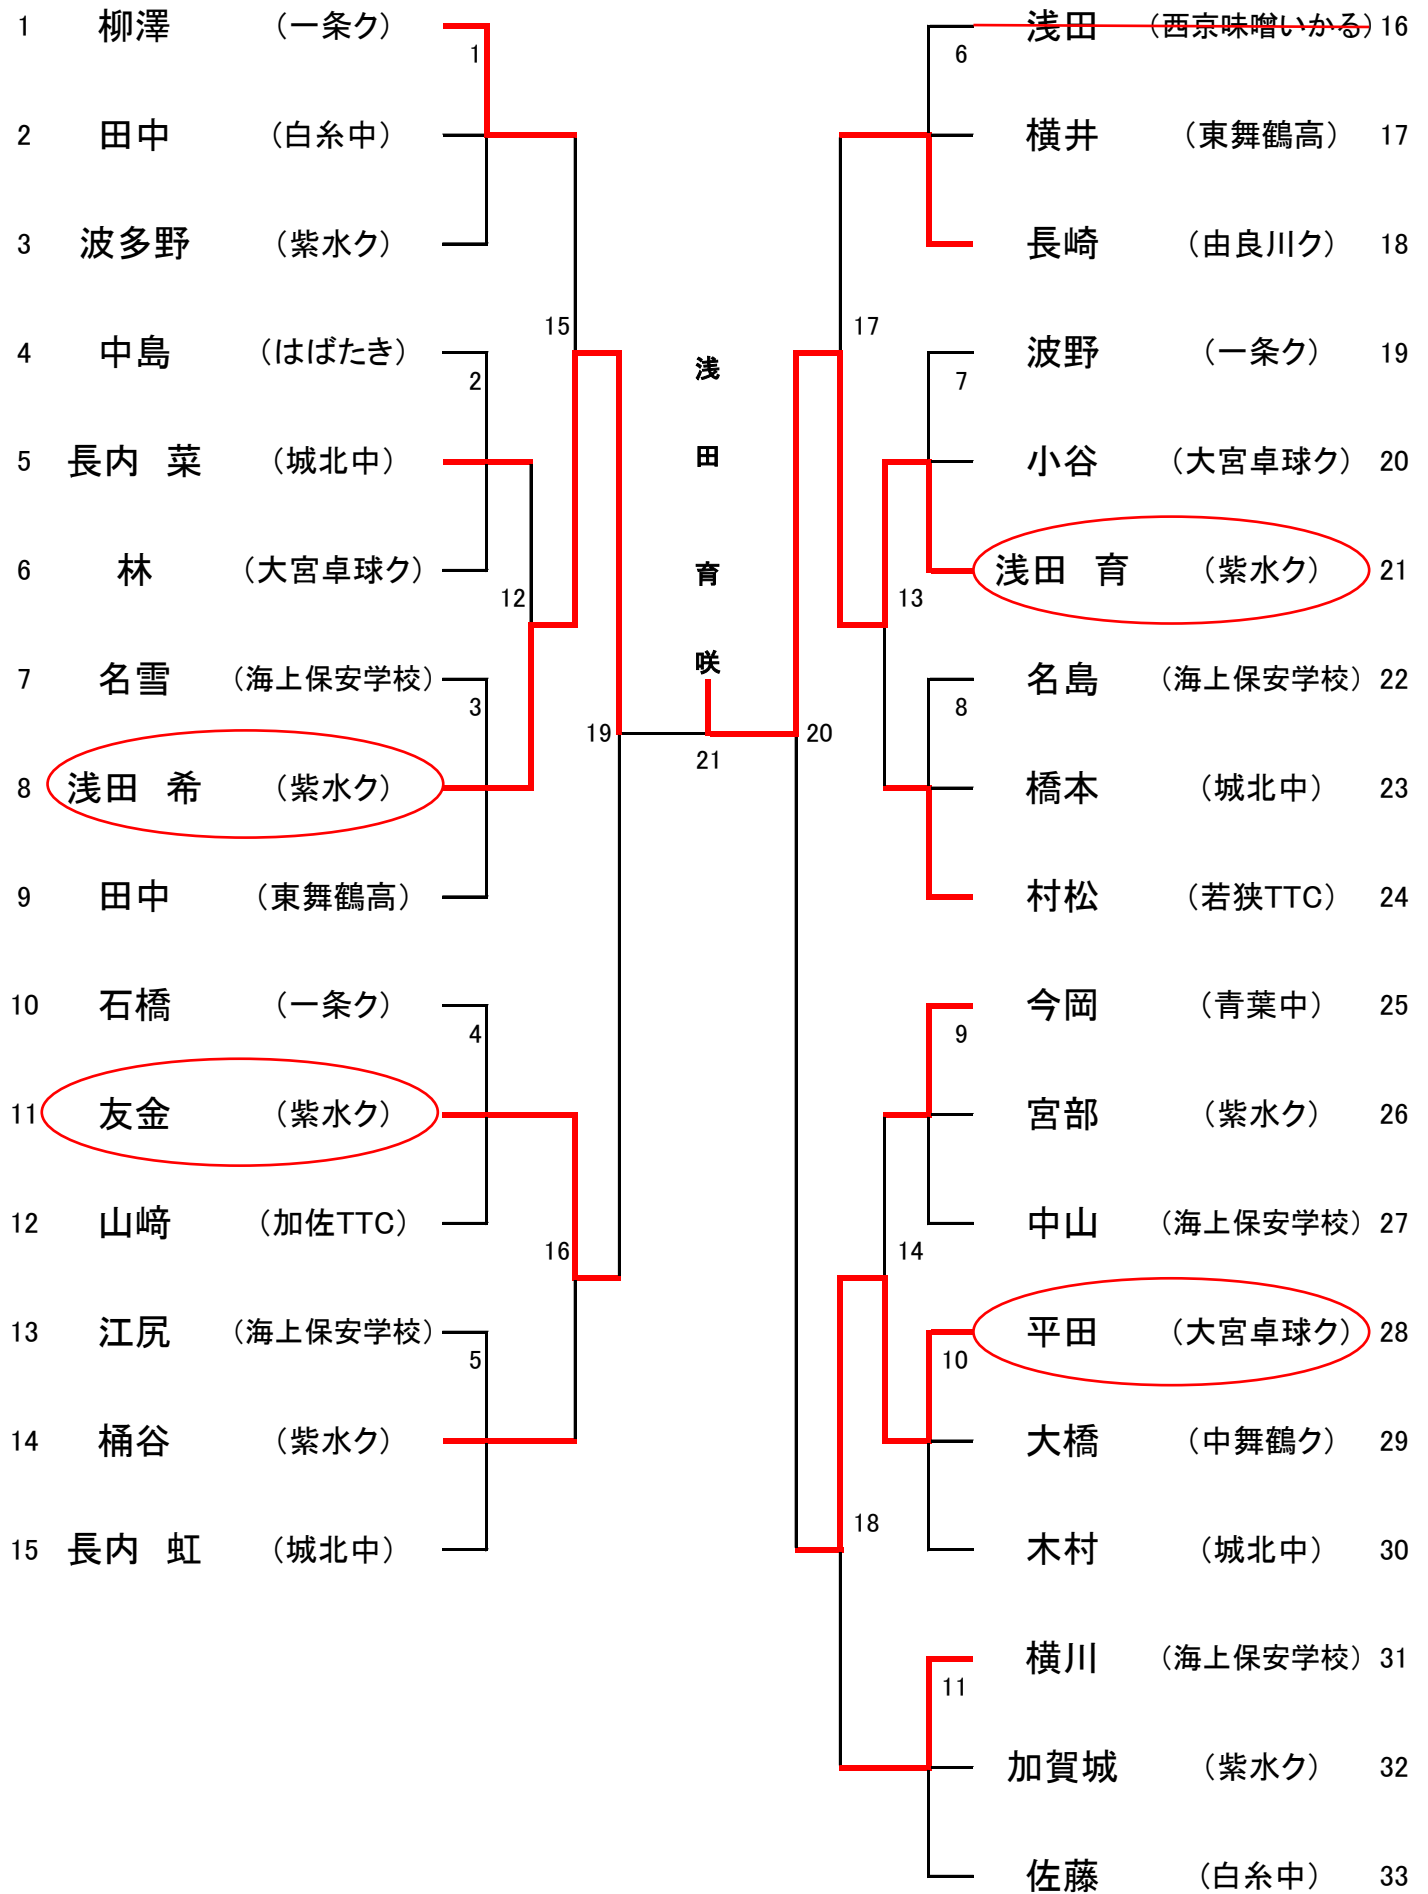 1 柳澤 （一条ク）
1
2 田中 （白糸中）
3 波多野 （紫水ク）
15
4 中島 （はばたき）
2
5 長内 菜 （城北中）
6 林 （大宮卓球ク）
12
7 名雪 （海上保安学校）
3
19
8 浅田 希 （紫水ク）
9 田中 （東舞鶴高）
10 石橋 （一条ク）
4
11 友金 （紫水ク）
12 山﨑 （加佐TTC）
16
13 江尻 （海上保安学校）
5
14 桶谷 （紫水ク）
15 長内 虹 （城北中）
浅田育咲
21
浅田 （西京味噌いかる） 16
6
横井 （東舞鶴高） 17
長崎 （由良川ク） 18
17
波野 （一条ク） 19
7
小谷 （大宮卓球ク） 20
浅田 育 （紫水ク） 21
13
名島 （海上保安学校） 22
8
20
橋本 （城北中） 23
村松 （若狭TTC） 24
今岡 （青葉中） 25
9
宮部 （紫水ク） 26
中山 （海上保安学校） 27
14
平田 （大宮卓球ク） 28
10
大橋 （中舞鶴ク） 29
18
木村 （城北中） 30
横川 （海上保安学校） 31
11
加賀城 （紫水ク） 32
佐藤 （白糸中） 33